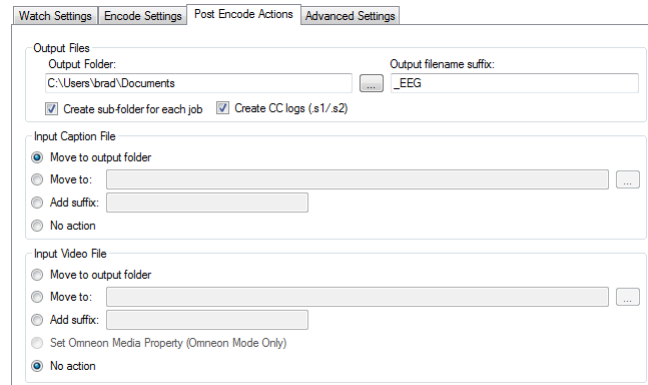 Watch Settings Encode Settings Post Encode Actions Advanced Settings
Output Files
Output Folder: Output filename suffix:
C:\Users\brad\Documents ... _EEG
Create sub-folder for each job Create CC logs (.s1/.s2)
Input Caption File
Move to output folder
Move to: ...
Add suffix:
No action
Input Video File
Move to output folder
Move to: ...
Add suffix:
Set Omneon Media Property (Omneon Mode Only)
No action